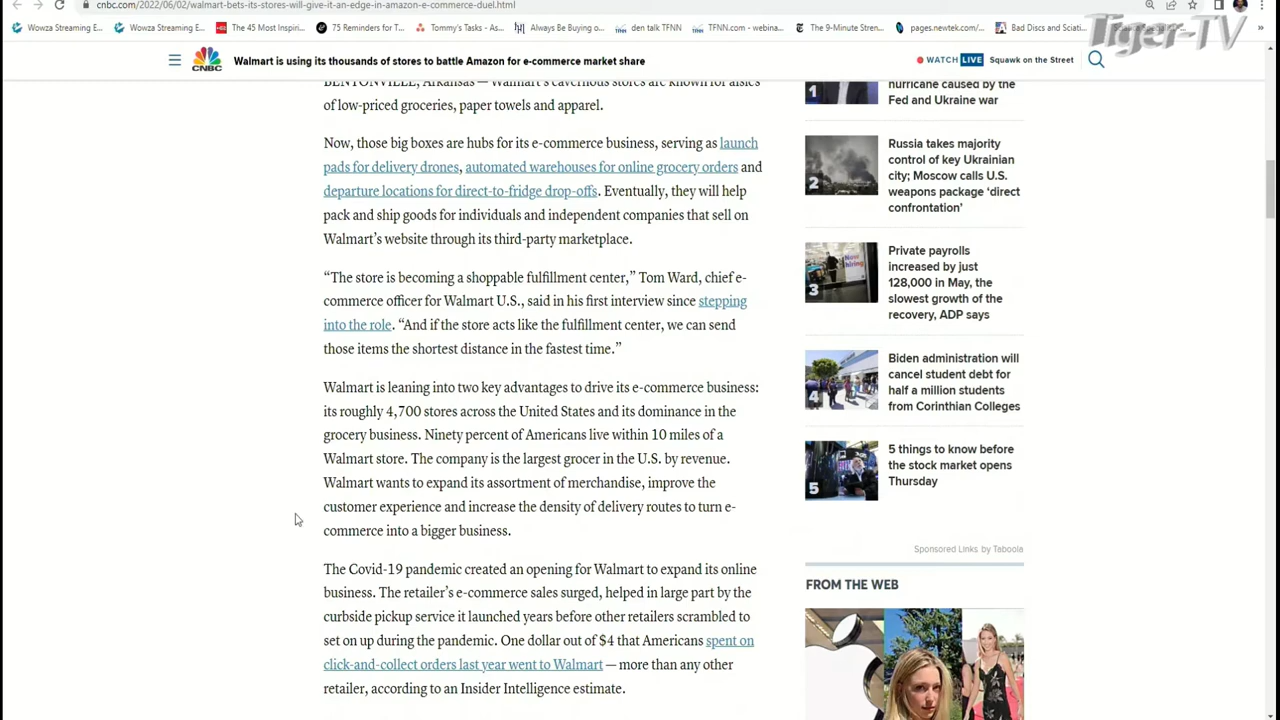 cnbc.com/2022/06/02/walmart-bets-its-stores-will-give-it-an-edge-in-amazon-e-commerce-duel.html
Wowza Streaming E...
Wowza Streaming E...
The 45 Most Inspiri...
75 Reminders for T...
Tommy's Tasks - As...
Always Be Buying o...
den talk TFNN
TFNN.com - webina...
The 9-Minute Stren...
pages.newtek.com/...
Bad Discs and Sciati...
Tiger-TV
CNBC
Walmart is using its thousands of stores to battle Amazon for e-commerce market share
WATCH LIVE
Squawk on the Street
BENTONVILLE, Arkansas — Walmart's cavernous stores are known for aisles
of low-priced groceries, paper towels and apparel.
Now, those big boxes are hubs for its e-commerce business, serving as launch
pads for delivery drones, automated warehouses for online grocery orders and
departure locations for direct-to-fridge drop-offs. Eventually, they will help
pack and ship goods for individuals and independent companies that sell on
Walmart's website through its third-party marketplace.
“The store is becoming a shoppable fulfillment center,” Tom Ward, chief e-
commerce officer for Walmart U.S., said in his first interview since stepping
into the role. “And if the store acts like the fulfillment center, we can send
those items the shortest distance in the fastest time.”
Walmart is leaning into two key advantages to drive its e-commerce business:
its roughly 4,700 stores across the United States and its dominance in the
grocery business. Ninety percent of Americans live within 10 miles of a
Walmart store. The company is the largest grocer in the U.S. by revenue.
Walmart wants to expand its assortment of merchandise, improve the
customer experience and increase the density of delivery routes to turn e-
commerce into a bigger business.
The Covid-19 pandemic created an opening for Walmart to expand its online
business. The retailer's e-commerce sales surged, helped in large part by the
curbside pickup service it launched years before other retailers scrambled to
set on up during the pandemic. One dollar out of $4 that Americans spent on
click-and-collect orders last year went to Walmart — more than any other
retailer, according to an Insider Intelligence estimate.
1
hurricane caused by the
Fed and Ukraine war
2
Russia takes majority
control of key Ukrainian
city; Moscow calls U.S.
weapons package ‘direct
confrontation’
3
Now
hiring
Private payrolls
increased by just
128,000 in May, the
slowest growth of the
recovery, ADP says
4
Biden administration will
cancel student debt for
half a million students
from Corinthian Colleges
5
5 things to know before
the stock market opens
Thursday
Sponsored Links by Taboola
FROM THE WEB